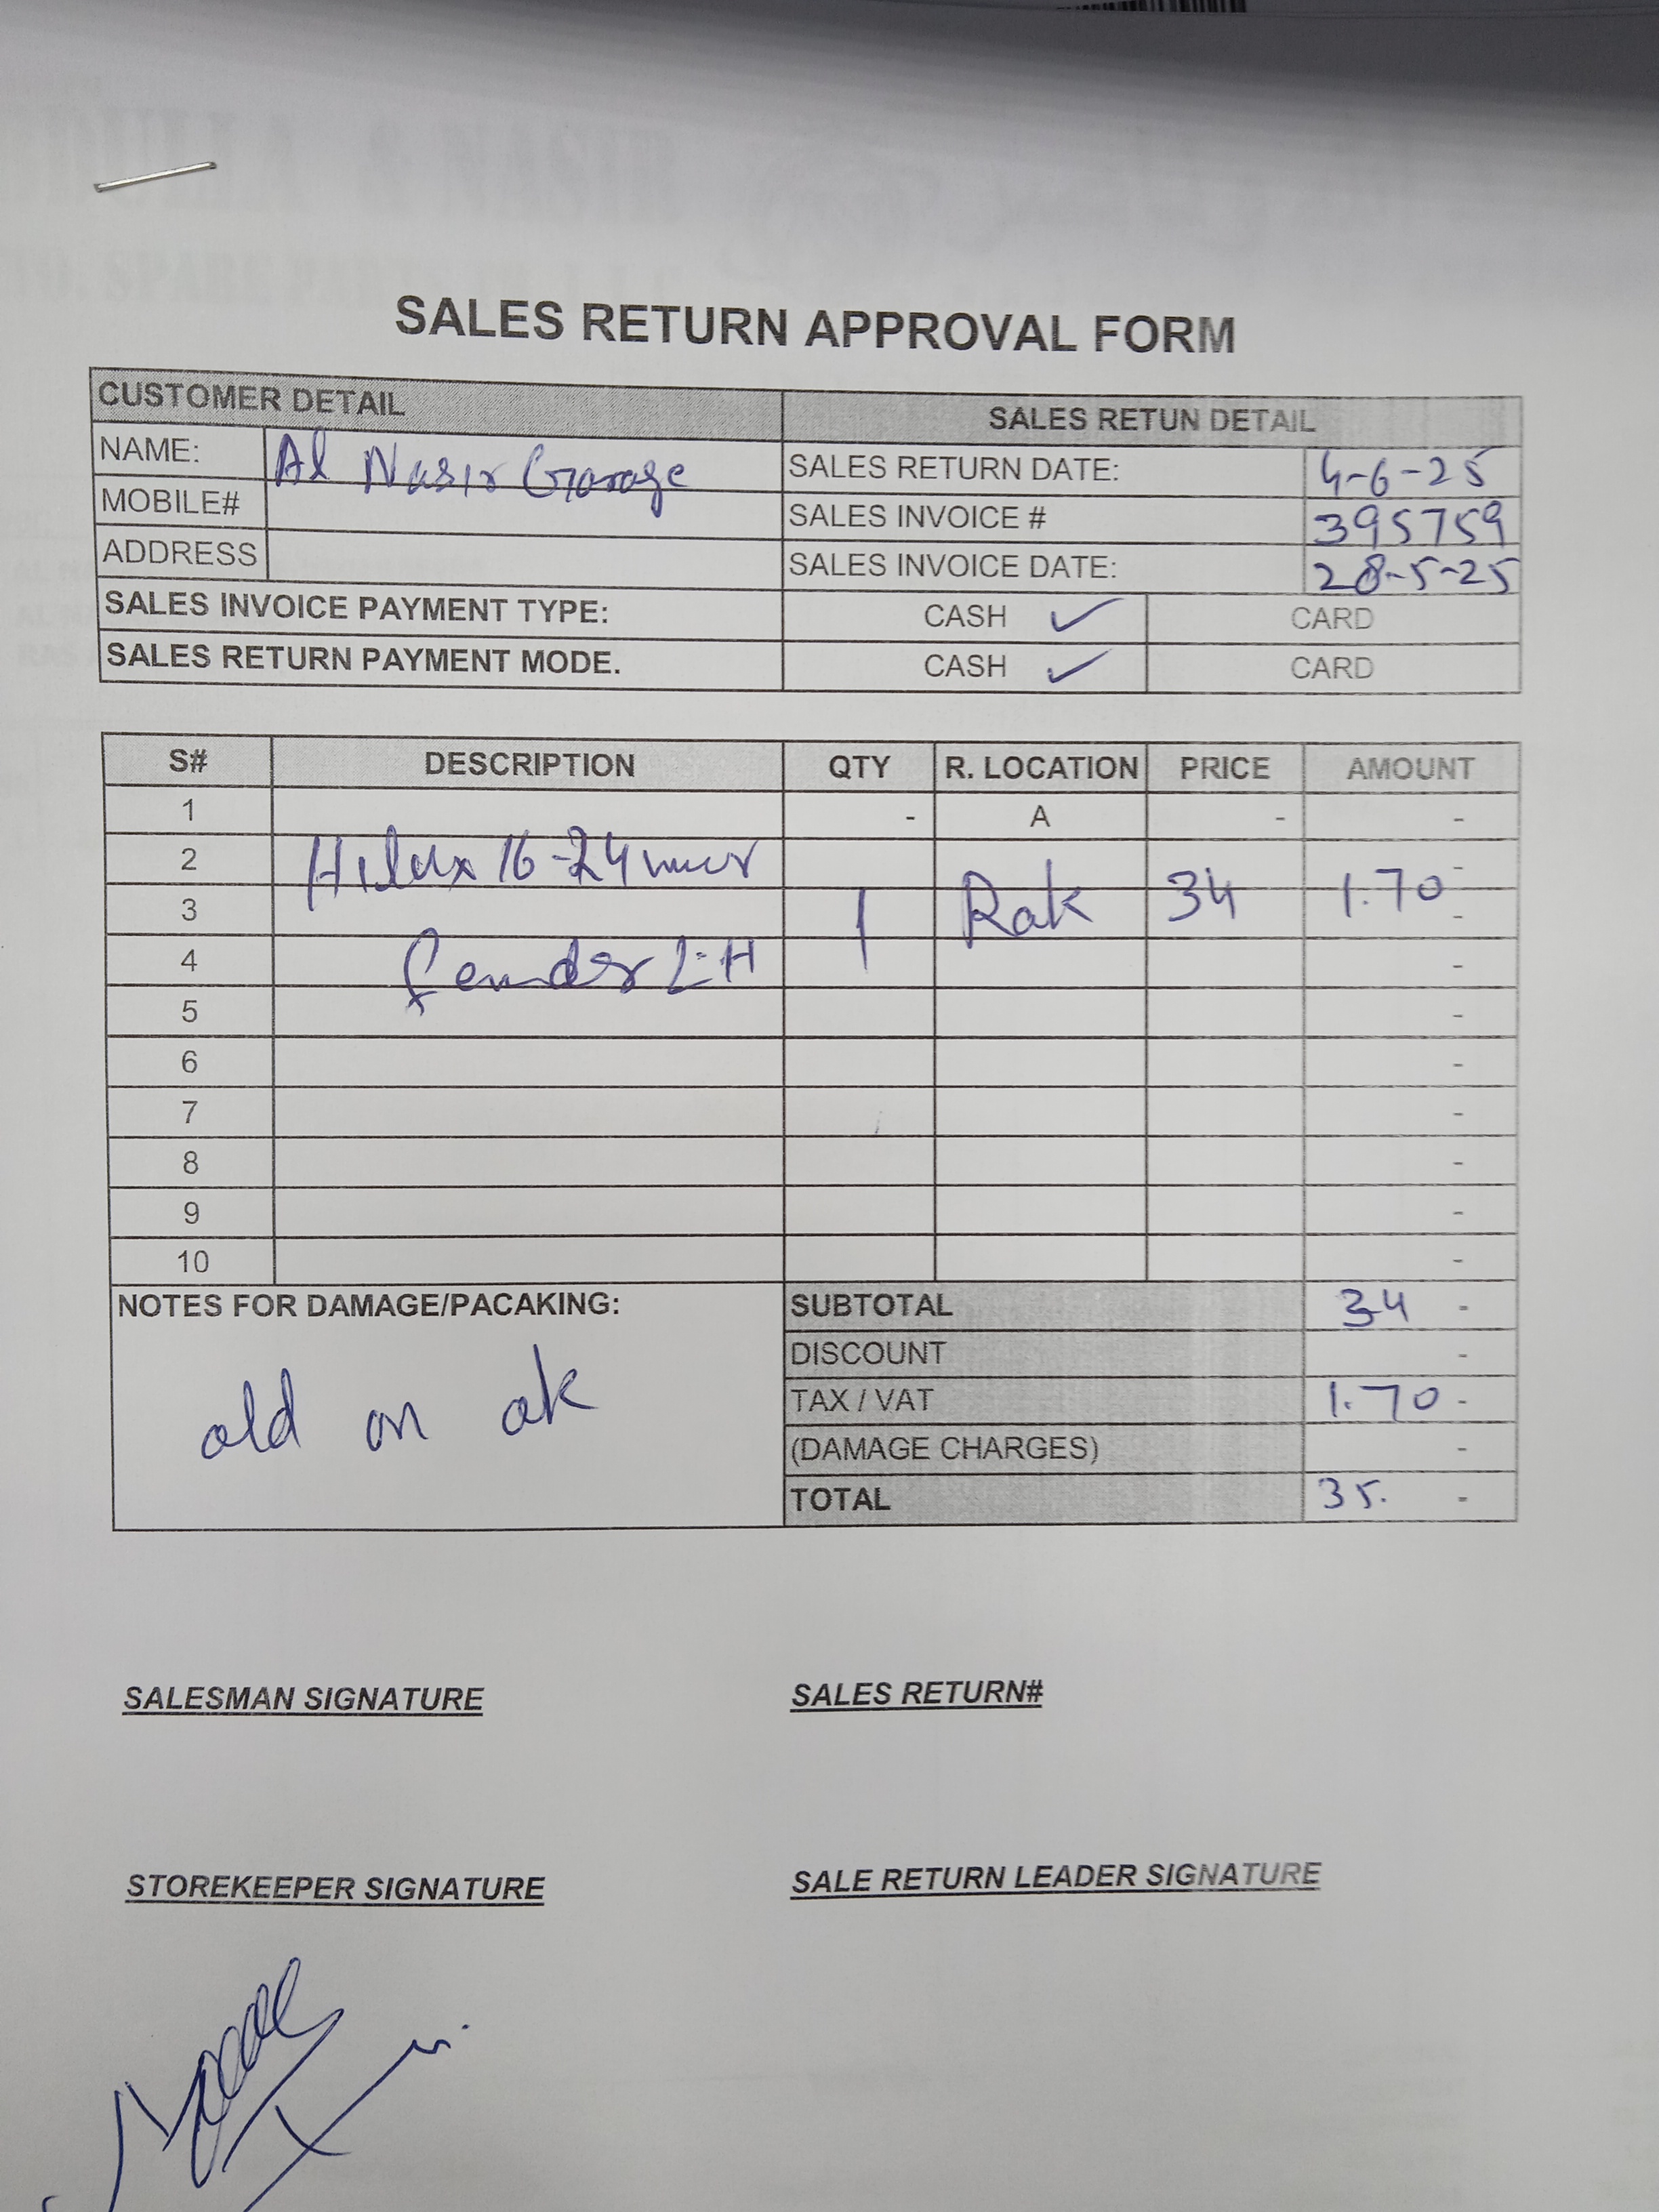 SALES RETURN APPROVAL FORM
CUSTOMER DETAIL
SALES RETUN DETAIL
NAME: Al Nasir Garage
SALES RETURN DATE: 4-6-25
MOBILE#
SALES INVOICE # 395759
ADDRESS
SALES INVOICE DATE: 28-5-25
SALES INVOICE PAYMENT TYPE: CASH ✓ CARD
SALES RETURN PAYMENT MODE. CASH ✓ CARD
S# DESCRIPTION QTY R. LOCATION PRICE AMOUNT
1 - A - -
2 Hilux 16-24 -
3 1 Rak 34 1.70 -
4 fender L-H -
5 -
6 -
7 -
8 -
9 -
10 -
NOTES FOR DAMAGE/PACAKING:
old on ok
SUBTOTAL 34 -
DISCOUNT -
TAX / VAT 1.70 -
(DAMAGE CHARGES) -
TOTAL 35. -
SALESMAN SIGNATURE
SALES RETURN#
STOREKEEPER SIGNATURE
SALE RETURN LEADER SIGNATURE